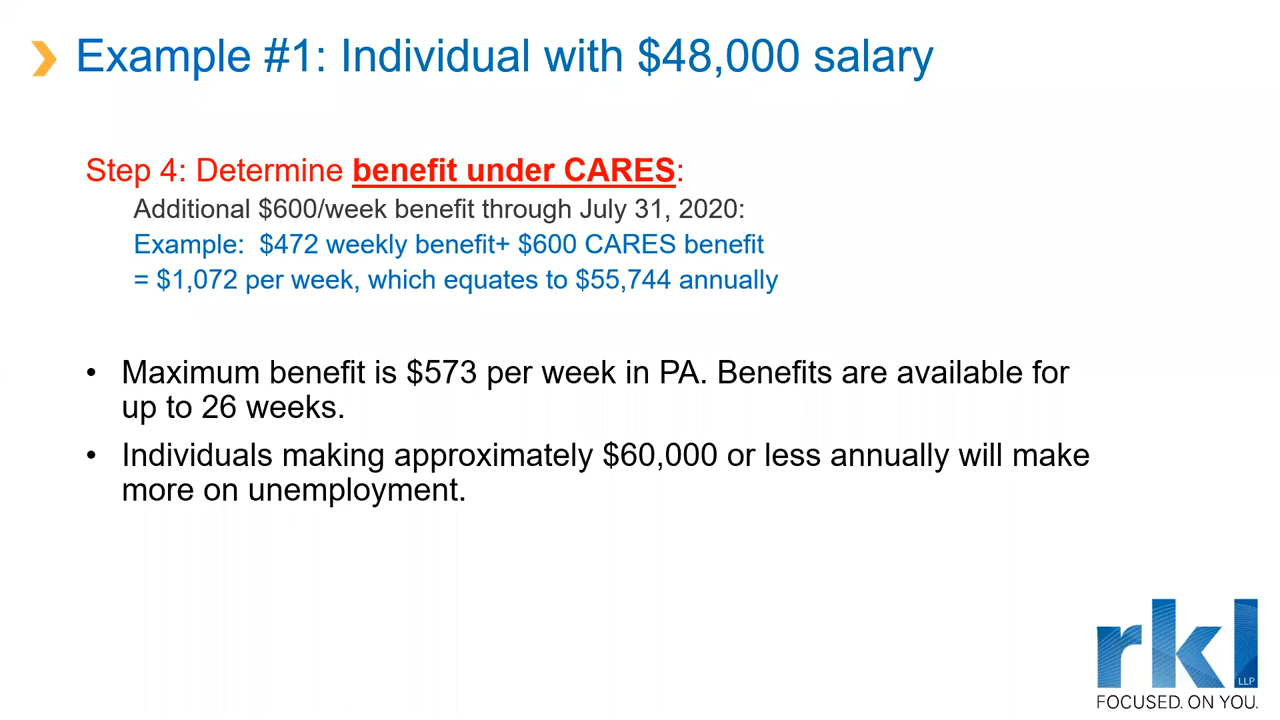 Example #1: Individual with $48,000 salary
Step 4: Determine benefit under CARES:
Additional $600/week benefit through July 31, 2020:
Example:  $472 weekly benefit+ $600 CARES benefit
= $1,072 per week, which equates to $55,744 annually
• Maximum benefit is $573 per week in PA. Benefits are available for
up to 26 weeks.
• Individuals making approximately $60,000 or less annually will make
more on unemployment.
rkl
LLP
FOCUSED. ON YOU.